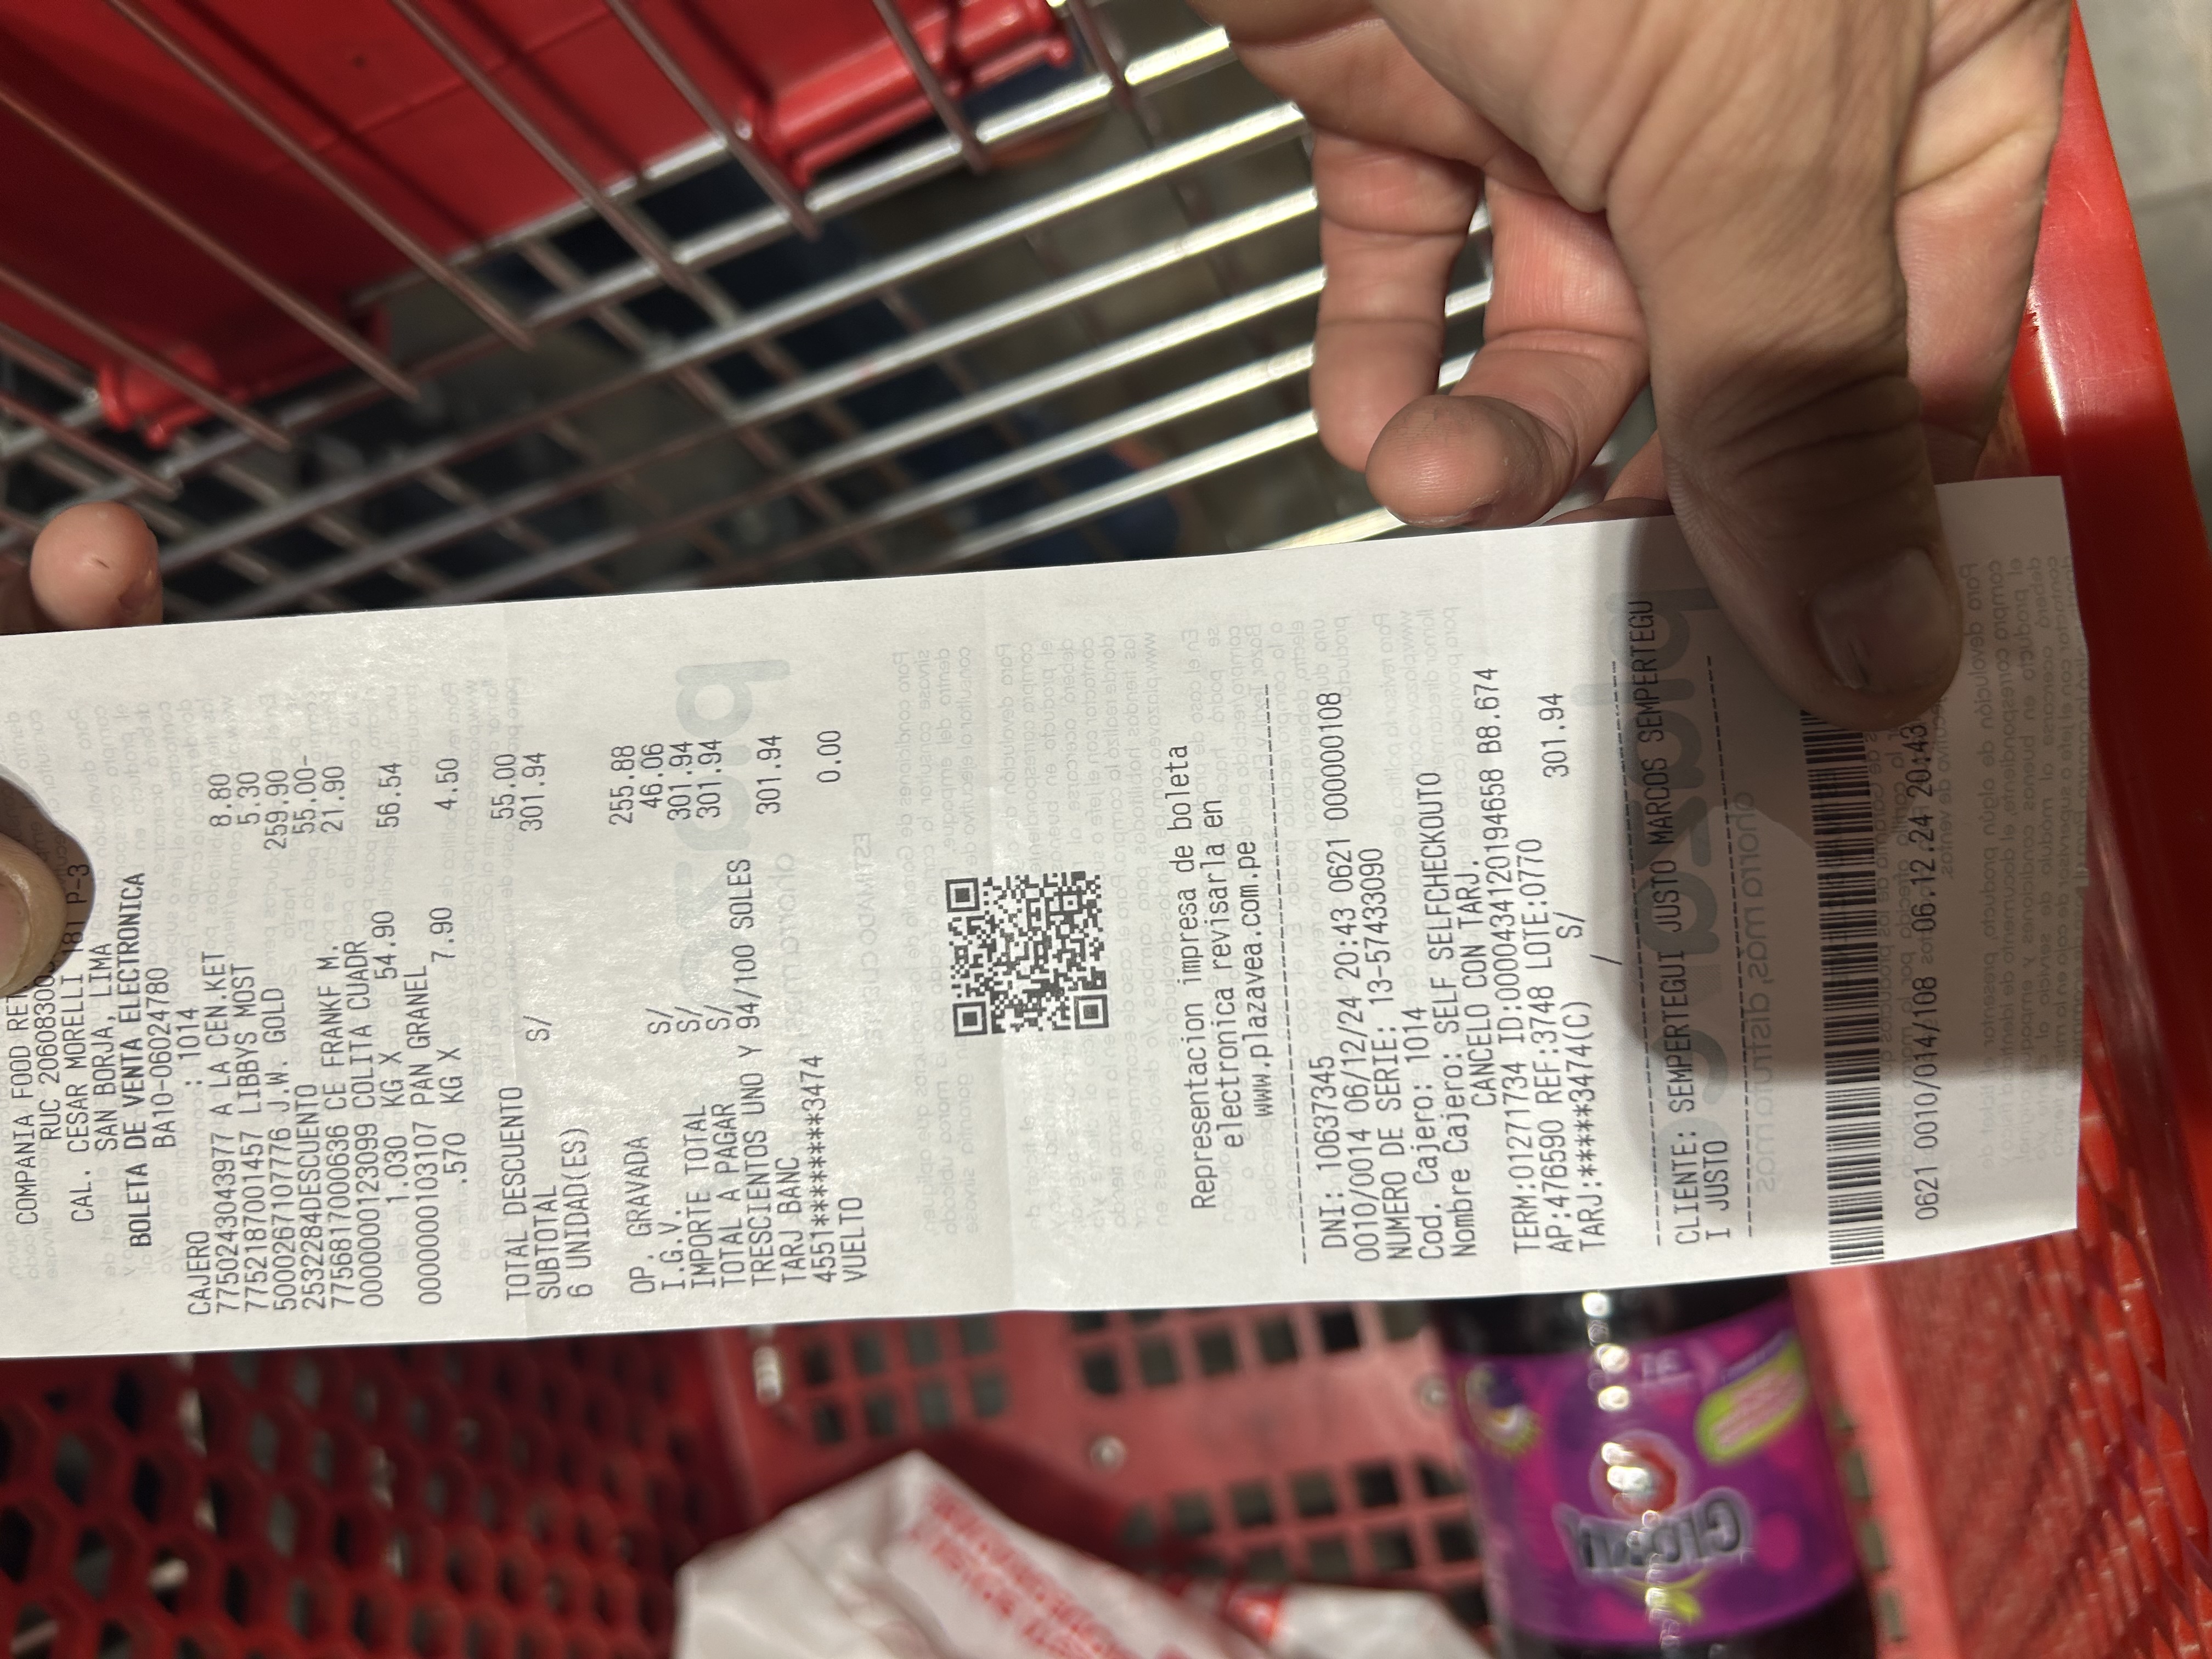 COMPANIA FOOD RET
RUC 20608300
CAL. CESAR MORELLI 181 P-3
SAN BORJA, LIMA
BOLETA DE VENTA ELECTRONICA
BA10-06024780
CAJERO : 1014
7750243043977 A LA CEN.KET 8.80
7752187001457 LIBBYS MOST 5.30
5000267107776 J.W. GOLD 259.90
2532284DESCUENTO 55.00-
7756817000636 CE FRANKF M. 21.90
0000000123099 COLITA CUADR
1.030 KG X 54.90 56.54
0000000103107 PAN GRANEL
.570 KG X 7.90 4.50
TOTAL DESCUENTO 55.00
SUBTOTAL S/ 301.94
6 UNIDAD(ES)
OP. GRAVADA 255.88
I.G.V. S/ 46.06
IMPORTE TOTAL S/ 301.94
TOTAL A PAGAR S/ 301.94
TRESCIENTOS UNO Y 94/100 SOLES
TARJ BANC 301.94
4551********3474
VUELTO 0.00
Representacion impresa de boleta
electronica revisarla en
www.plazavea.com.pe
DNI: 10637345
0010/0014 06/12/24 20:43 0621 000000108
NUMERO DE SERIE: 13-57433090
Cod. Cajero: 1014
Nombre Cajero: SELF SELFCHECKOUTO
CANCELO CON TARJ.
TERM:01271734 ID:0000434120194658 B8.674
AP:476590 REF:3748 LOTE:0770
TARJ:*****3474(C) S/ 301.94
/
CLIENTE: SEMPERTEGUI JUSTO MARCOS SEMPERTEGU
I JUSTO
0621 0010/014/108 06.12.24 20:43
GLORIA